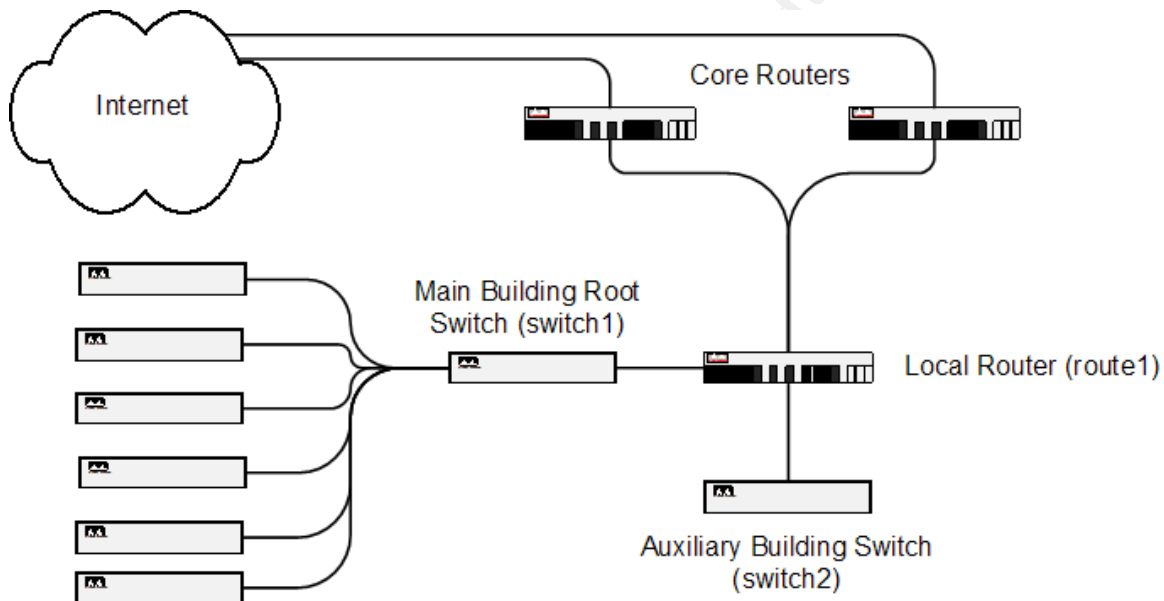 Internet
Core Routers
Main Building Root
Switch (switch1)
Local Router (route1)
Auxiliary Building Switch
(switch2)